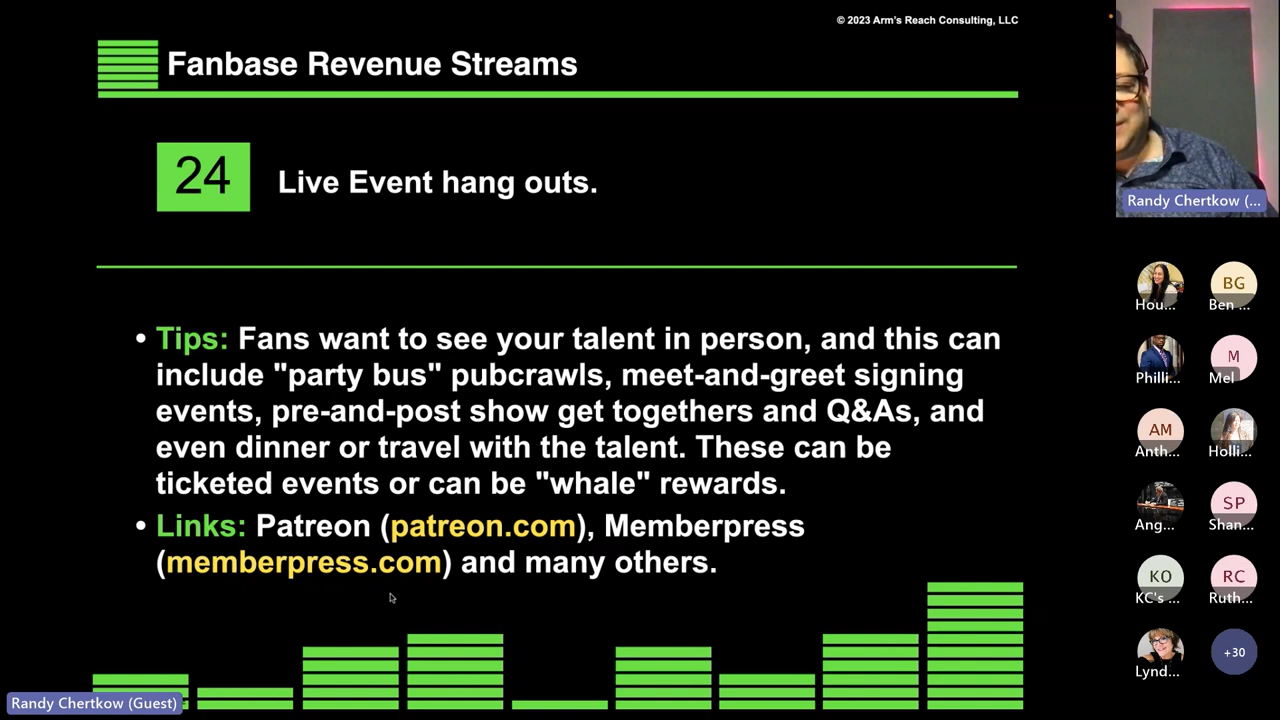 © 2023 Arm's Reach Consulting, LLC
Fanbase Revenue Streams
24
Live Event hang outs.
• Tips: Fans want to see your talent in person, and this can
include "party bus" pubcrawls, meet-and-greet signing
events, pre-and-post show get togethers and Q&As, and
even dinner or travel with the talent. These can be
ticketed events or can be "whale" rewards.
• Links: Patreon (patreon.com), Memberpress
(memberpress.com) and many others.
Randy Chertkow (Guest)
Randy Chertkow (...
Hou...
BG
Ben ...
Philli...
M
Mel
AM
Anth...
Holli...
Ang...
SP
Shan...
KO
KC's ...
RC
Ruth...
Lynd...
+30